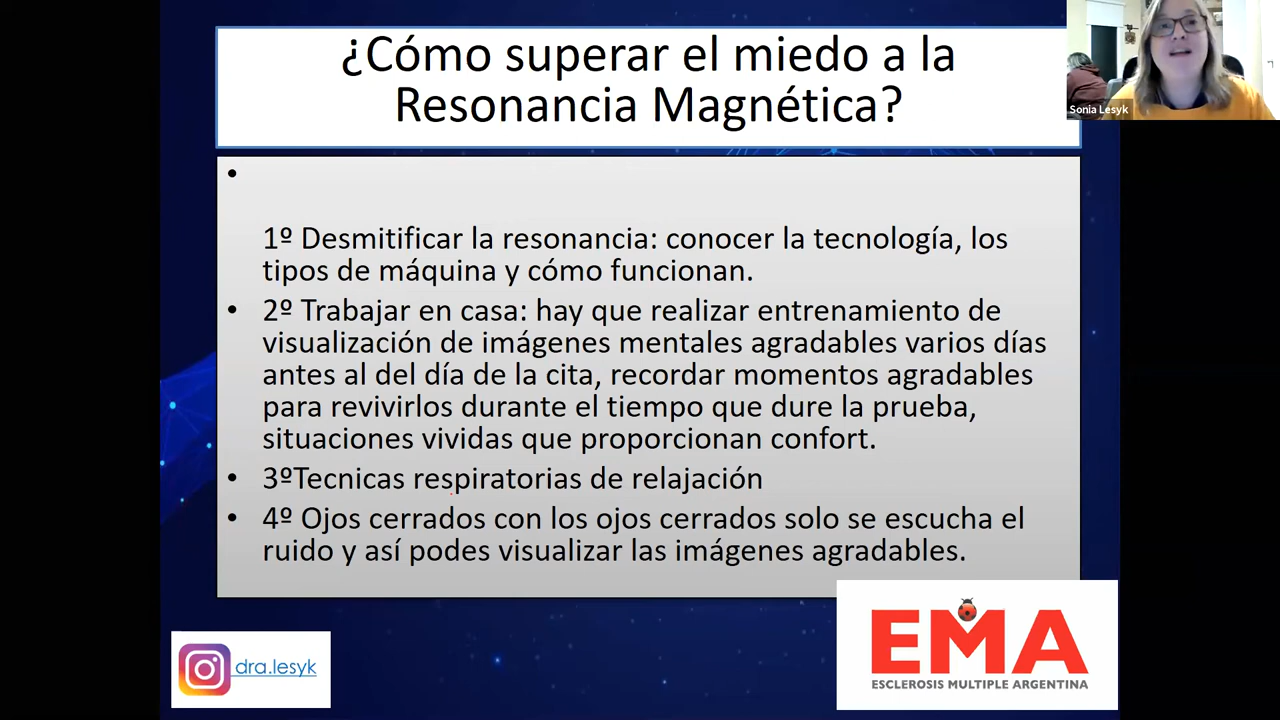 ¿Cómo superar el miedo a la
Resonancia Magnética?
Sonia Lesyk
1º Desmitificar la resonancia: conocer la tecnología, los
tipos de máquina y cómo funcionan.
• 2º Trabajar en casa: hay que realizar entrenamiento de
visualización de imágenes mentales agradables varios días
antes al del día de la cita, recordar momentos agradables
para revivirlos durante el tiempo que dure la prueba,
situaciones vividas que proporcionan confort.
• 3ºTecnicas respiratorias de relajación
• 4º Ojos cerrados con los ojos cerrados solo se escucha el
ruido y así podes visualizar las imágenes agradables.
dra.lesyk
EMA
ESCLEROSIS MULTIPLE ARGENTINA